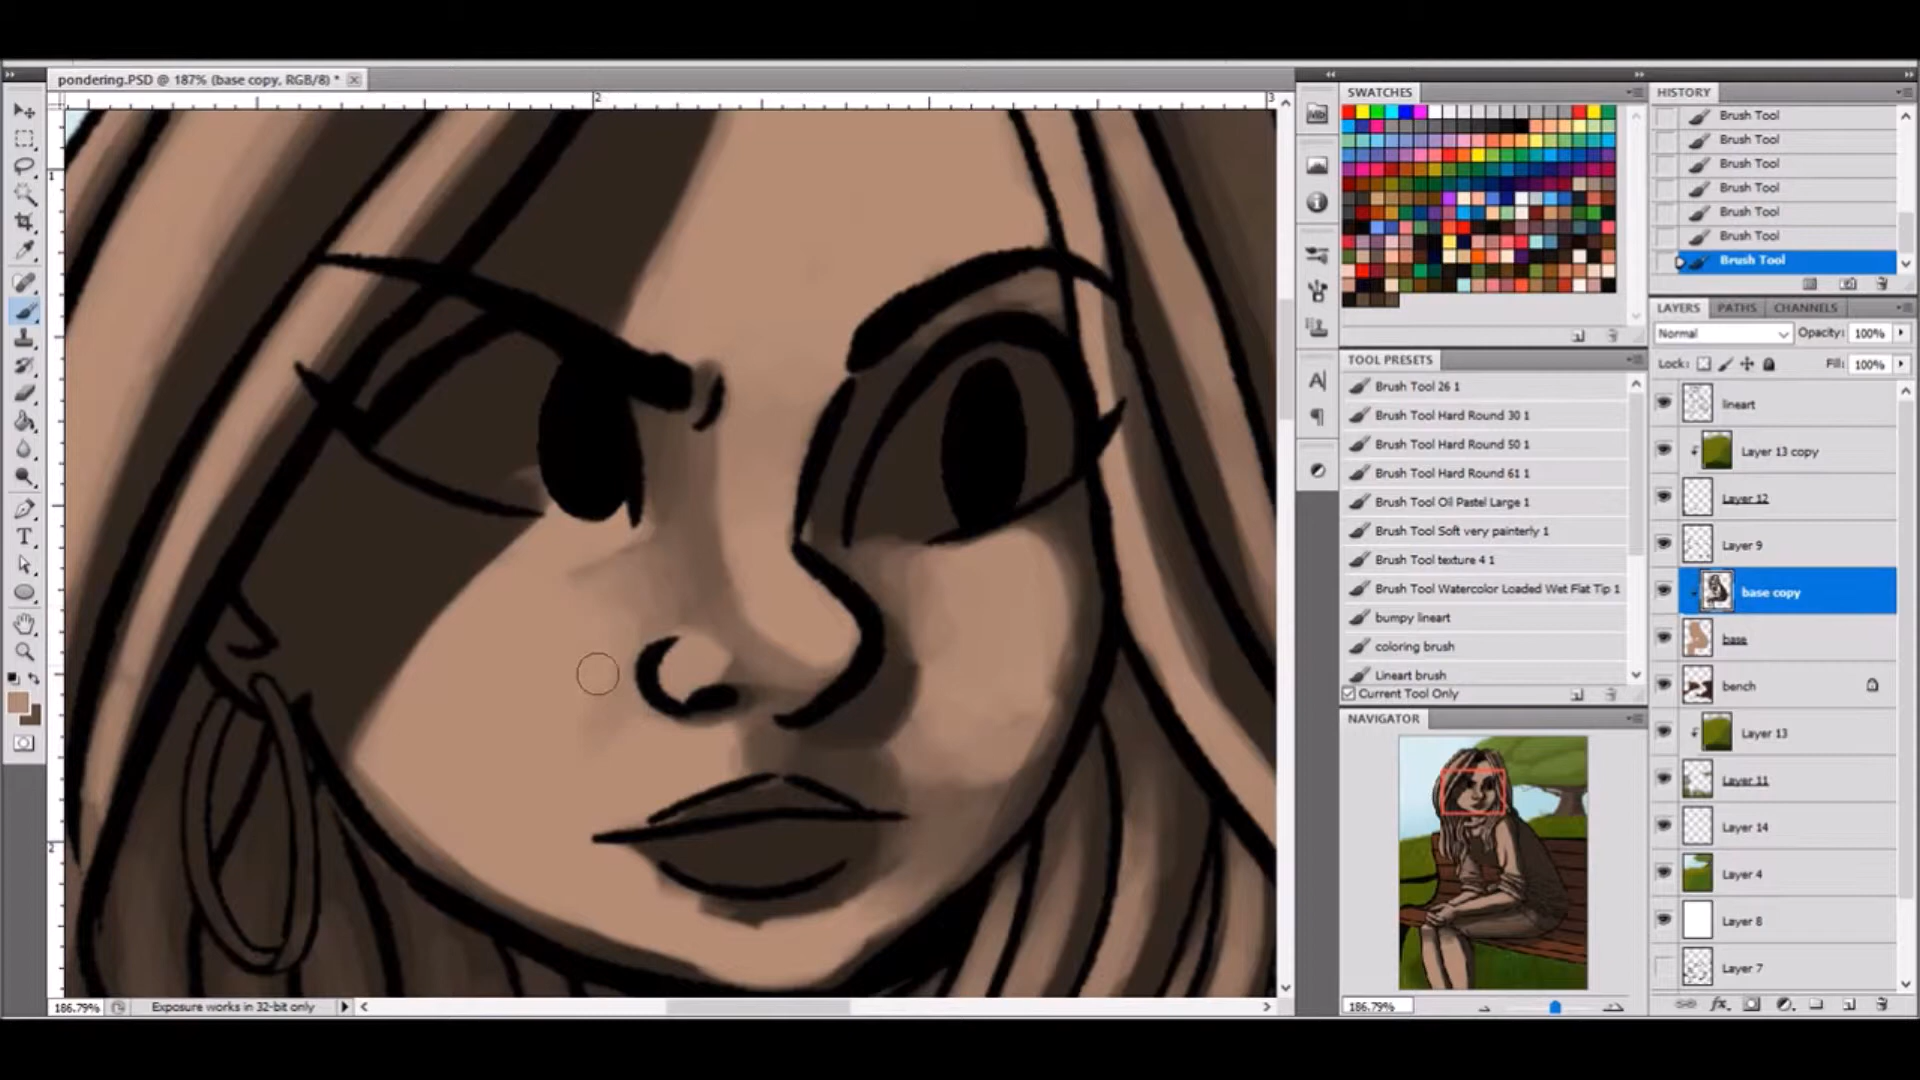 pondering.PSD @ 187% (base copy, RGB/8) *
2
3
1
2
186.79%
Exposure works in 32-bit only
SWATCHES
TOOL PRESETS
Brush Tool 26 1
Brush Tool Hard Round 30 1
Brush Tool Hard Round 50 1
Brush Tool Hard Round 61 1
Brush Tool Oil Pastel Large 1
Brush Tool Soft very painterly 1
Brush Tool texture 4 1
Brush Tool Watercolor Loaded Wet Flat Tip 1
bumpy lineart
coloring brush
Lineart brush
Current Tool Only
NAVIGATOR
186.79%
HISTORY
Brush Tool
Brush Tool
Brush Tool
Brush Tool
Brush Tool
Brush Tool
Brush Tool
LAYERS
PATHS
CHANNELS
Normal
Opacity: 100%
Lock:
Fill: 100%
lineart
Layer 13 copy
Layer 12
Layer 9
base copy
base
bench
Layer 13
Layer 11
Layer 14
Layer 4
Layer 8
Layer 7